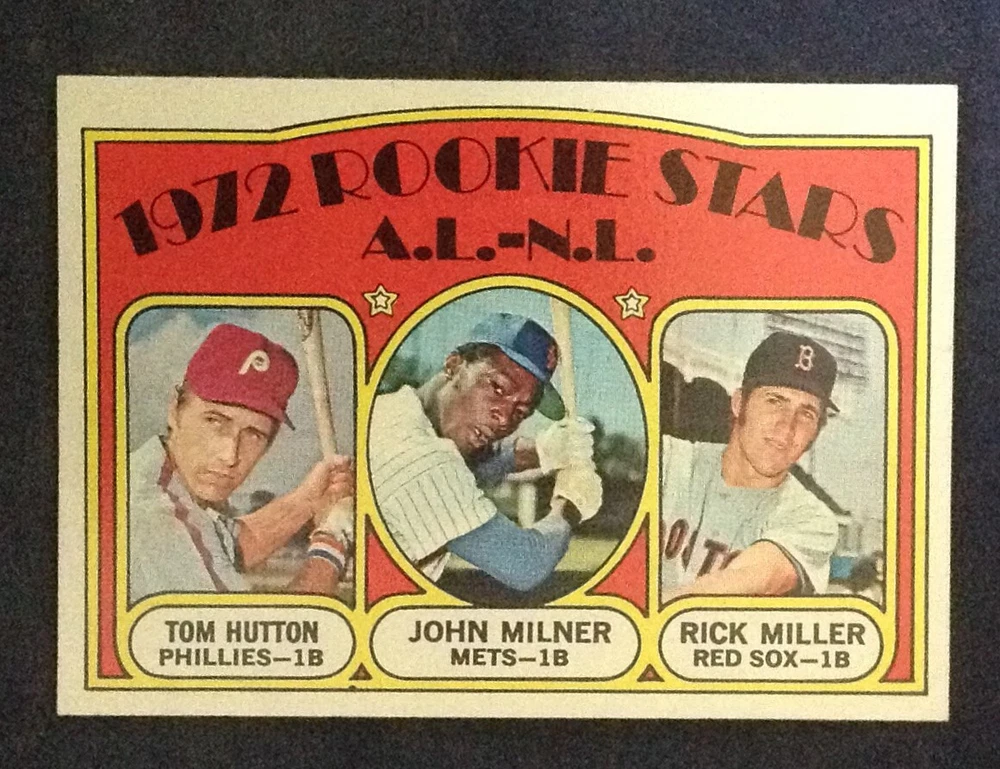 1972 ROOKIE STARS
A.L.-N.L.
P
B
TOM HUTTON
PHILLIES—1B
JOHN MILNER
METS—1B
RICK MILLER
RED SOX—1B